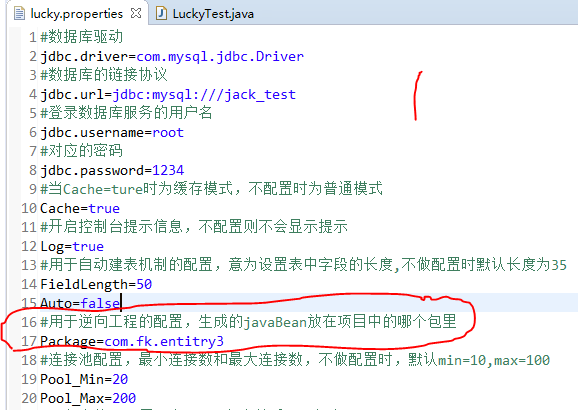 lucky.properties LuckyTest.java
1 #数据库驱动
2 jdbc.driver=com.mysql.jdbc.Driver
3 #数据库的链接协议
4 jdbc.url=jdbc:mysql:///jack_test
5 #登录数据库服务的用户名
6 jdbc.username=root
7 #对应的密码
8 jdbc.password=1234
9 #当Cache=ture时为缓存模式，不配置时为普通模式
10 Cache=true
11 #开启控制台提示信息，不配置则不会显示提示
12 Log=true
13 #用于自动建表机制的配置，意为设置表中字段的长度,不做配置时默认长度为35
14 FieldLength=50
15 Auto=false
16 #用于逆向工程的配置，生成的javaBean放在项目中的哪个包里
17 Package=com.fk.entitry3
18 #连接池配置，最小连接数和最大连接数，不做配置时，默认min=10,max=100
19 Pool_Min=20
20 Pool_Max=200